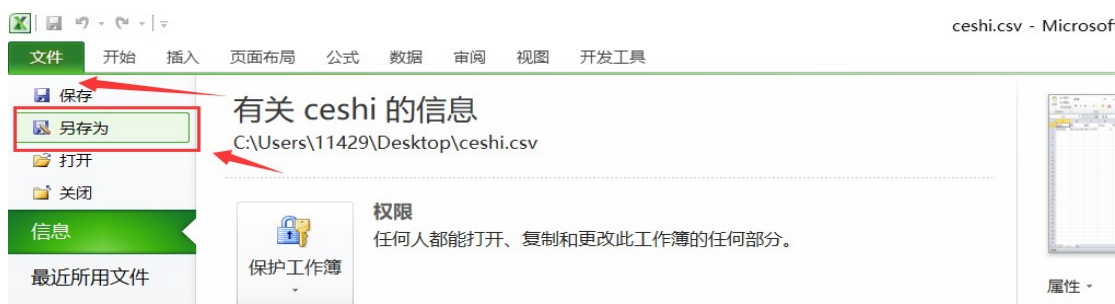 ceshi.csv - Microsoft
文件 开始 插入 页面布局 公式 数据 审阅 视图 开发工具
保存
另存为
打开
关闭
信息
最近所用文件
有关 ceshi 的信息
C:\Users\11429\Desktop\ceshi.csv
保护工作簿
权限
任何人都能打开、复制和更改此工作簿的任何部分。
属性